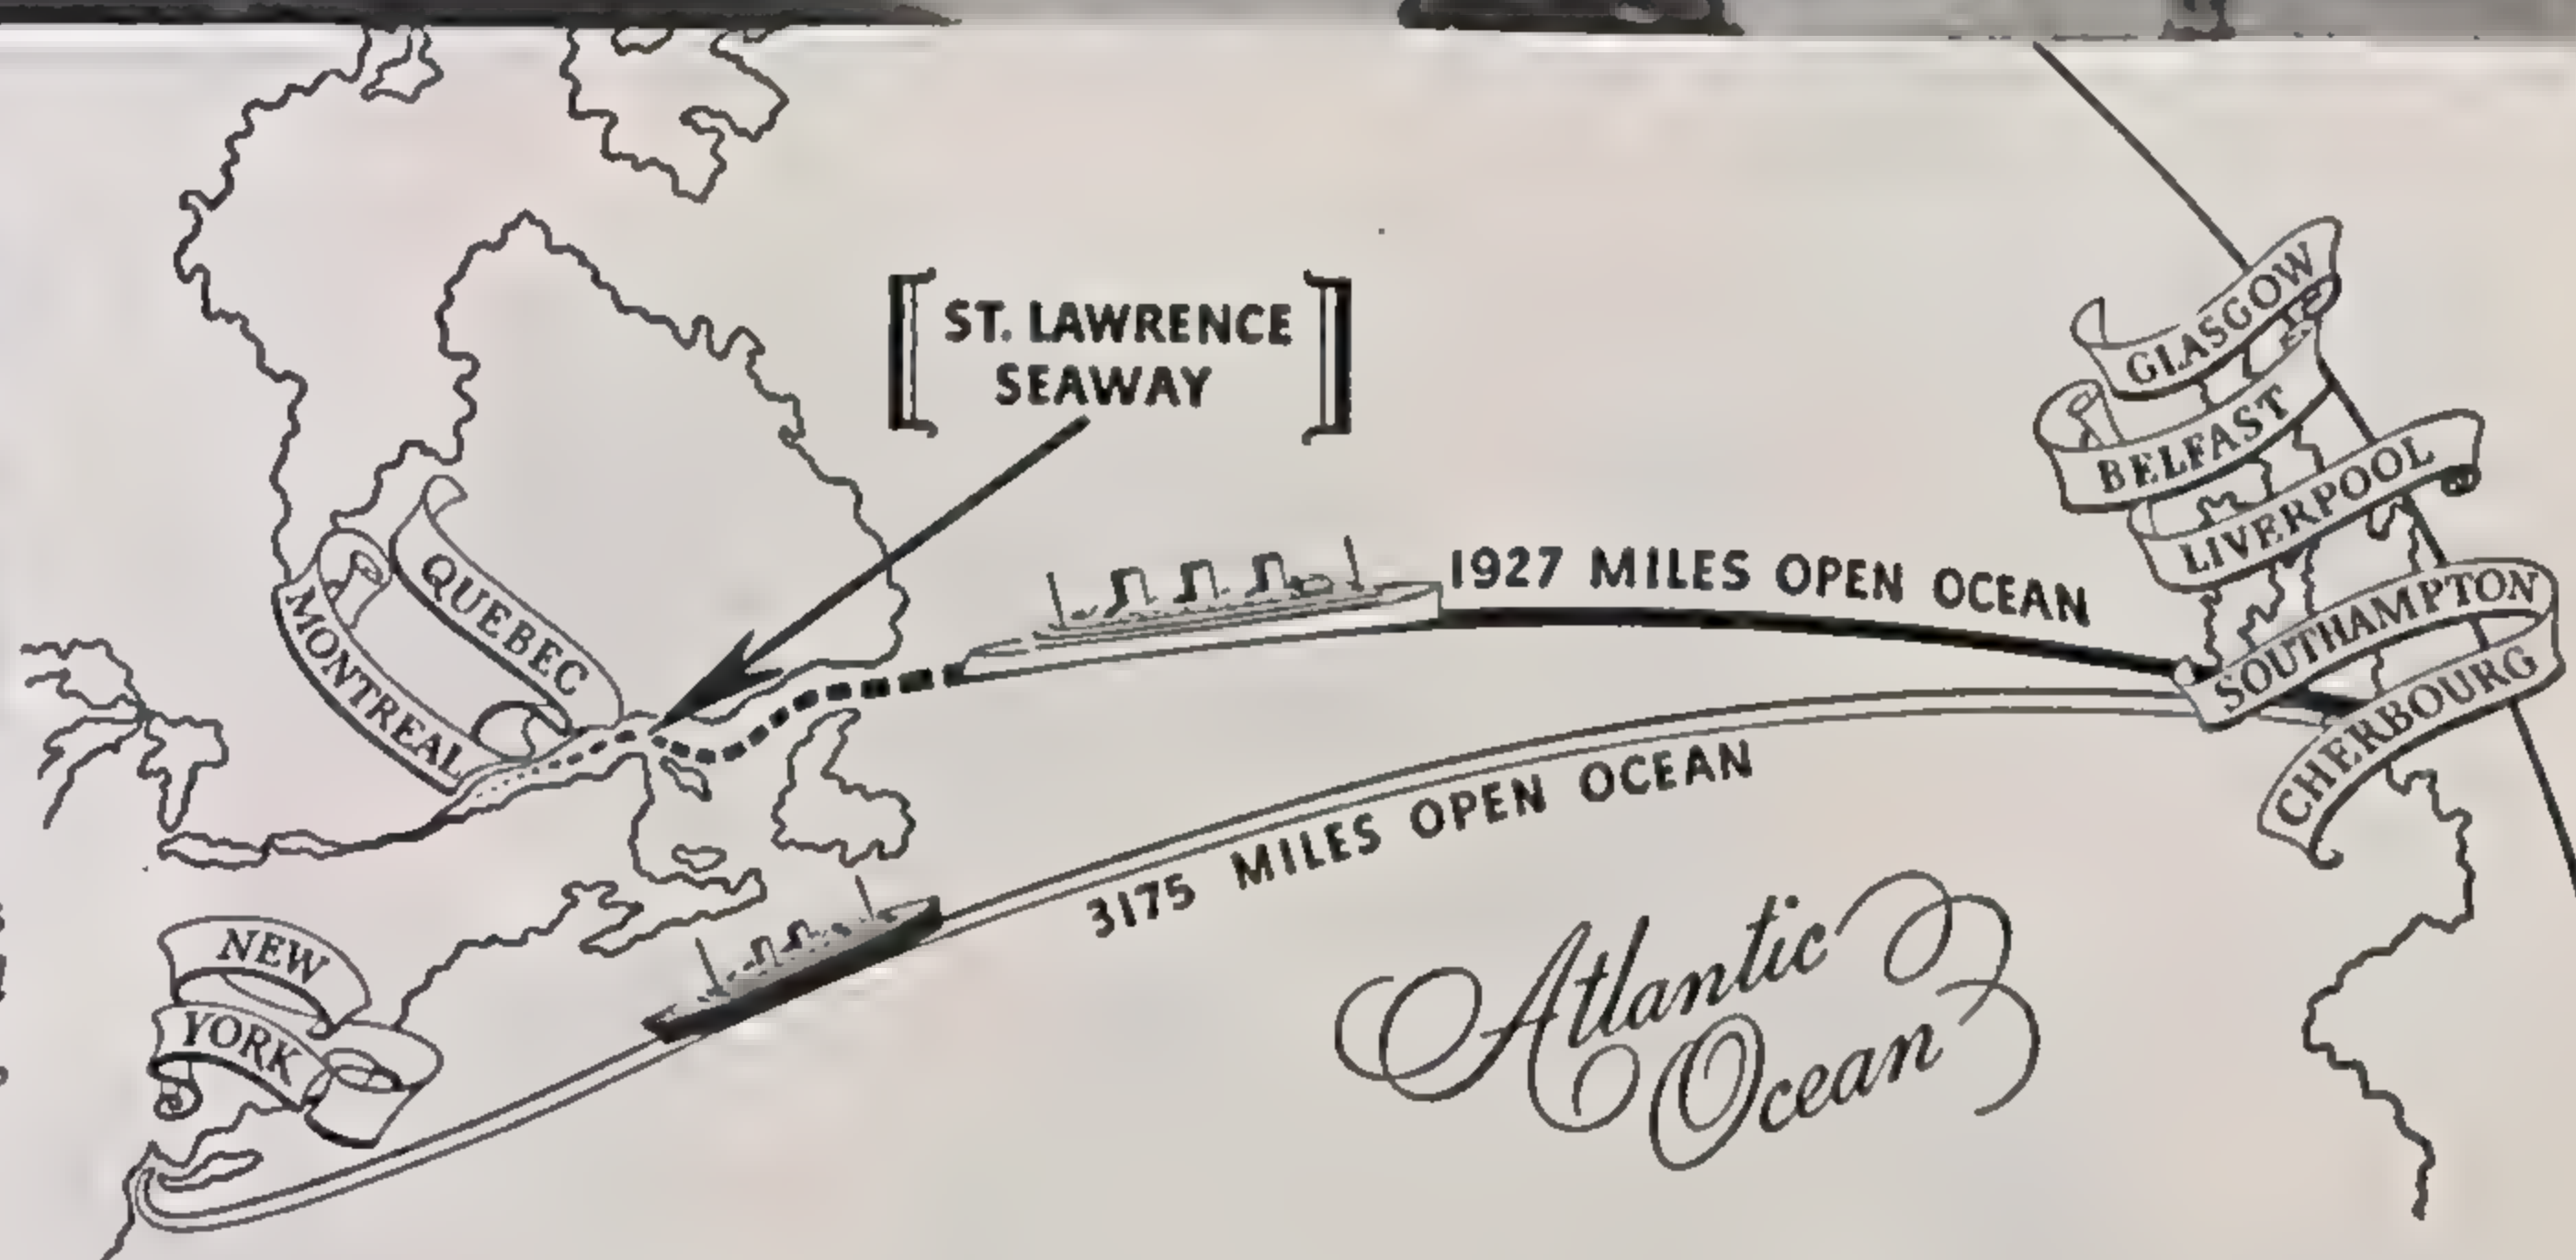 ST. LAWRENCE
SEAWAY
GLASGOW
BELFAST
LIVERPOOL
SOUTHAMPTON
CHERBOURG
QUEBEC
MONTREAL
1927 MILES OPEN OCEAN
3175 MILES OPEN OCEAN
NEW
YORK
Atlantic
Ocean